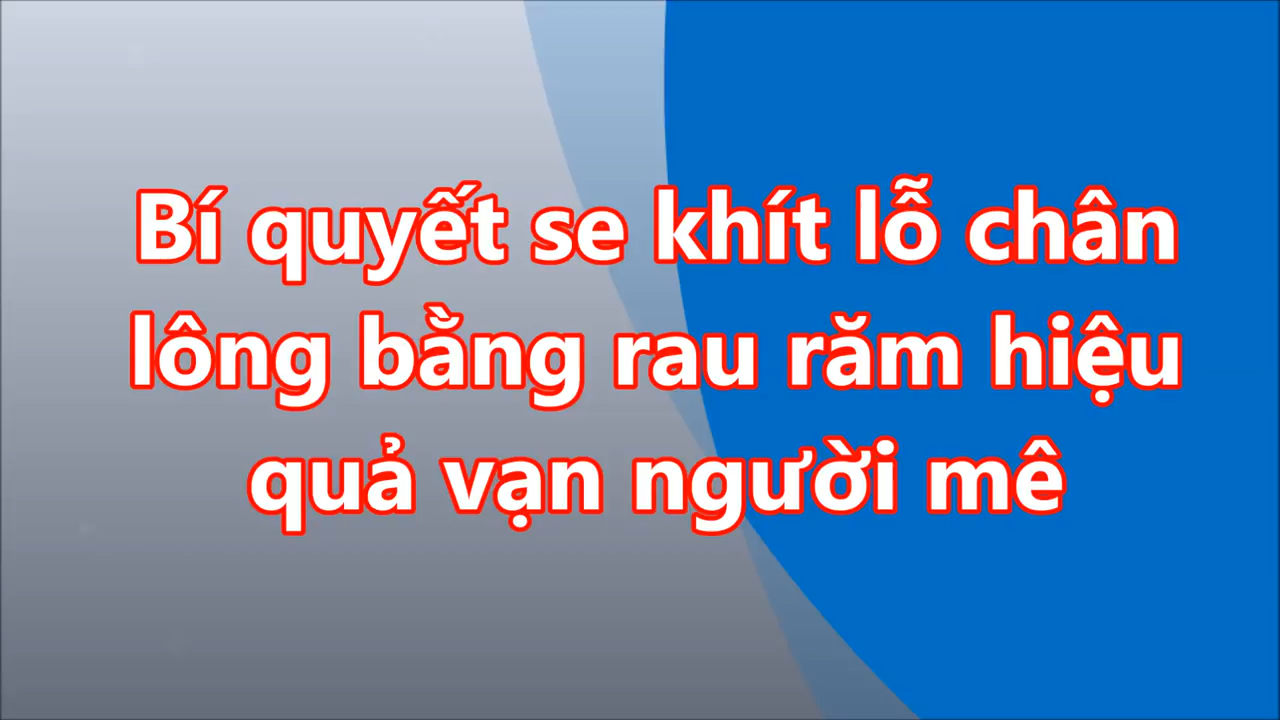 Bí quyết se khít lỗ chân
lông bằng rau răm hiệu
quả vạn người mê